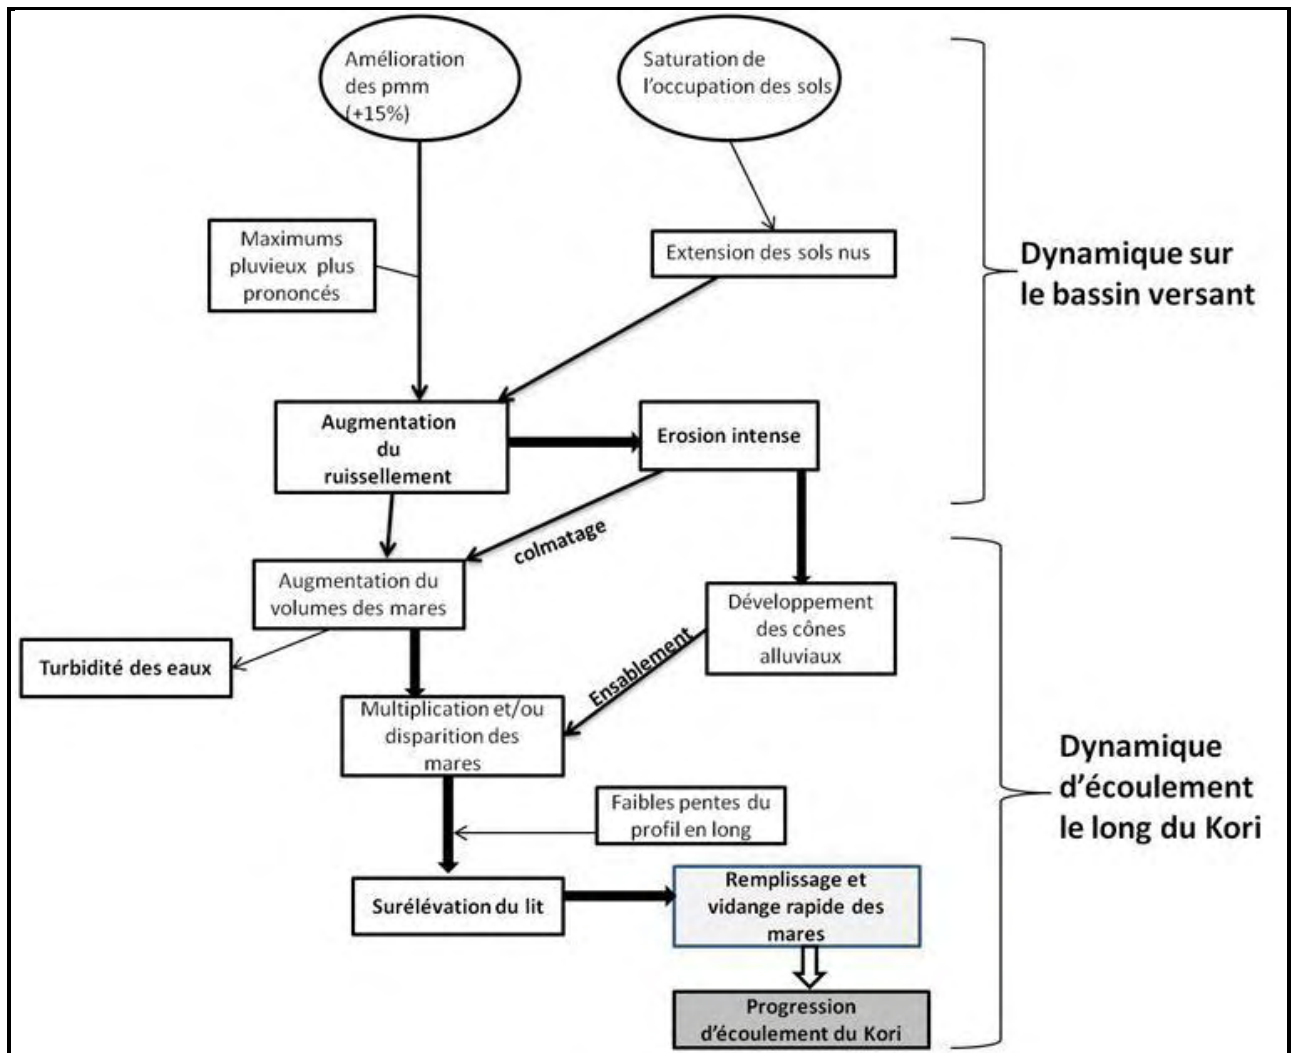 Amélioration
des pmm
(+15%)
Saturation de
l'occupation des sols
Maximums
pluvieux plus
prononcés
Extension des sols nus
Dynamique sur
le bassin versant
Augmentation
du
ruissellement
Erosion intense
colmatage
Augmentation du
volumes des mares
Développement
des cônes
alluviaux
Turbidité des eaux
Ensablement
Multiplication et/ou
disparition des
mares
Faibles pentes du
profil en long
Dynamique
d'écoulement
le long du Kori
Surélévation du lit
Remplissage et
vidange rapide des
mares
Progression
d'écoulement du Kori